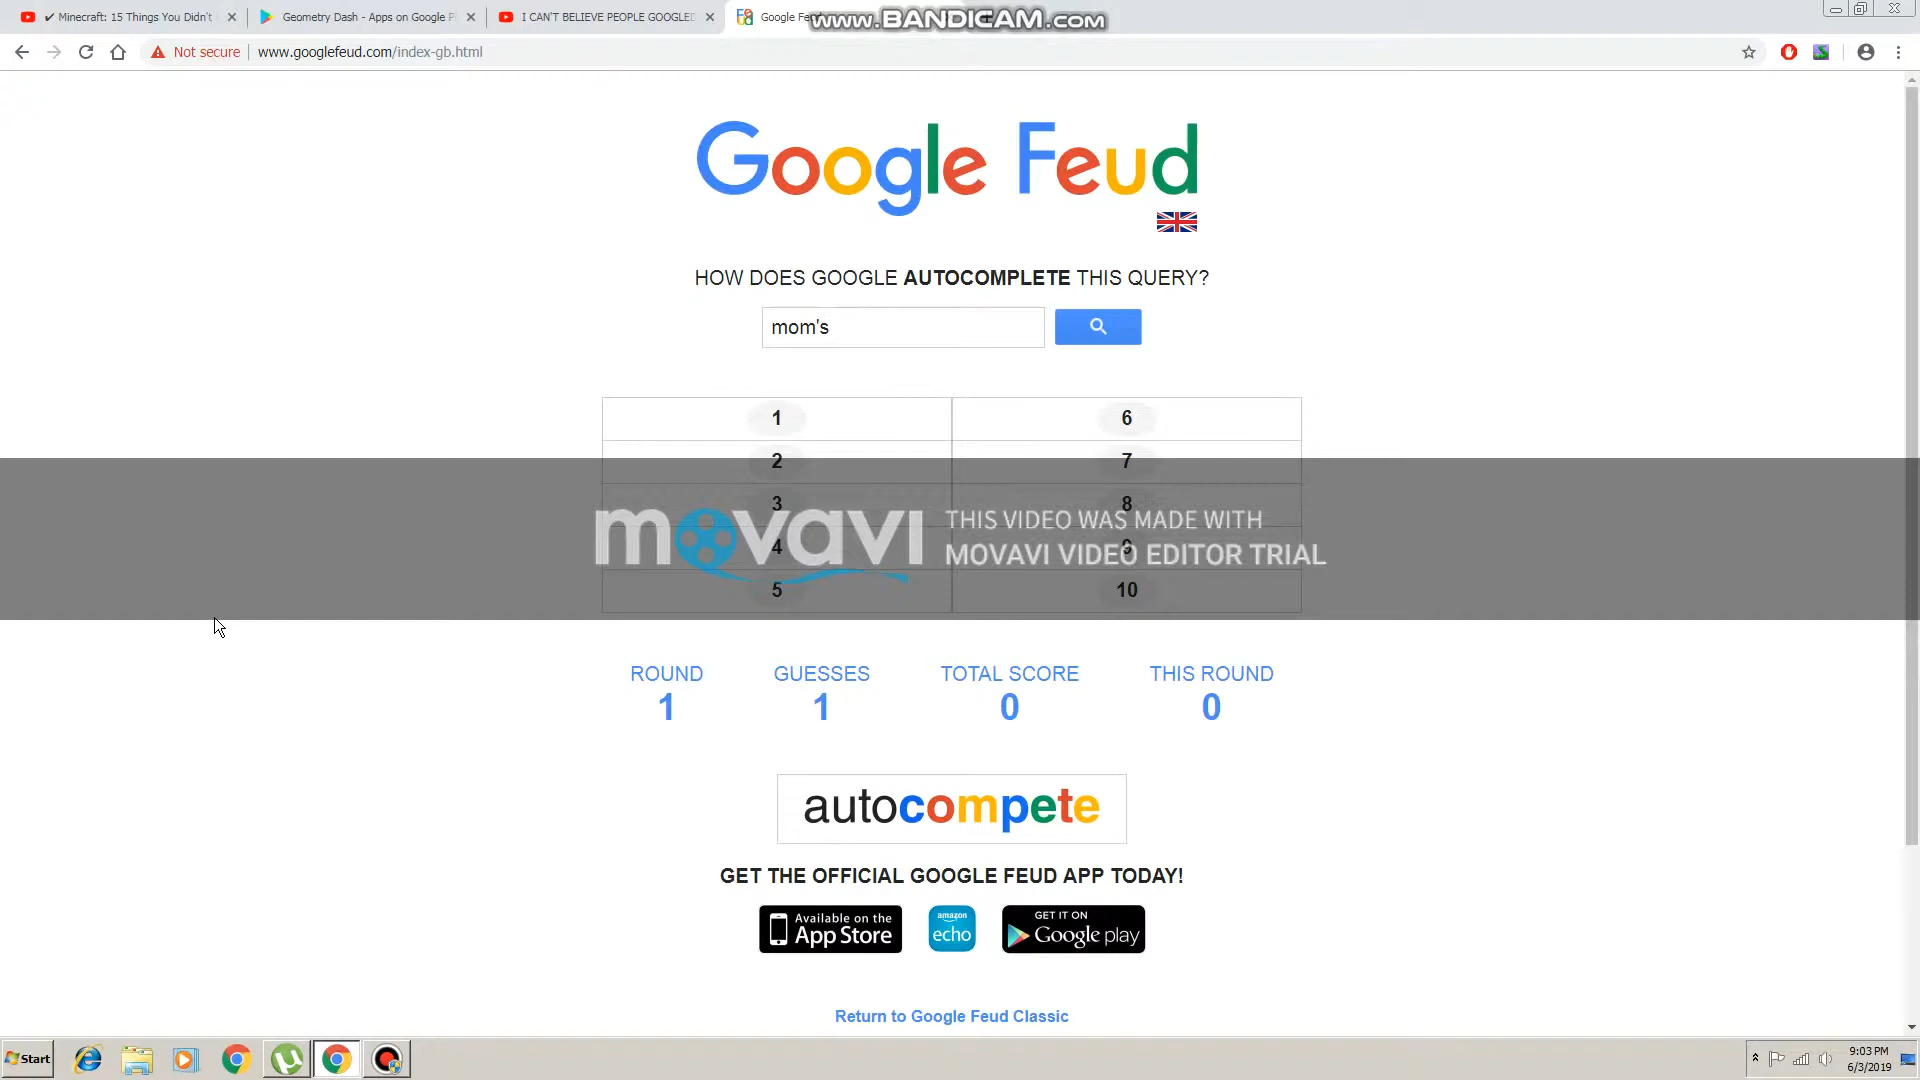 ✔ Minecraft: 15 Things You Didn't
Geometry Dash - Apps on Google P
I CAN'T BELIEVE PEOPLE GOOGLED
Google Feud
www.BANDICAM.com
Not secure
www.googlefeud.com/index-gb.html
Google Feud
HOW DOES GOOGLE AUTOCOMPLETE THIS QUERY?
mom's
1 6
2 7
3 8
4 9
5 10
movavi
THIS VIDEO WAS MADE WITH
MOVAVI VIDEO EDITOR TRIAL
ROUND GUESSES TOTAL SCORE THIS ROUND
1 1 0 0
autocompete
GET THE OFFICIAL GOOGLE FEUD APP TODAY!
Available on the
App Store
amazon
echo
GET IT ON
Google play
Return to Google Feud Classic
Start
9:03 PM
6/3/2019